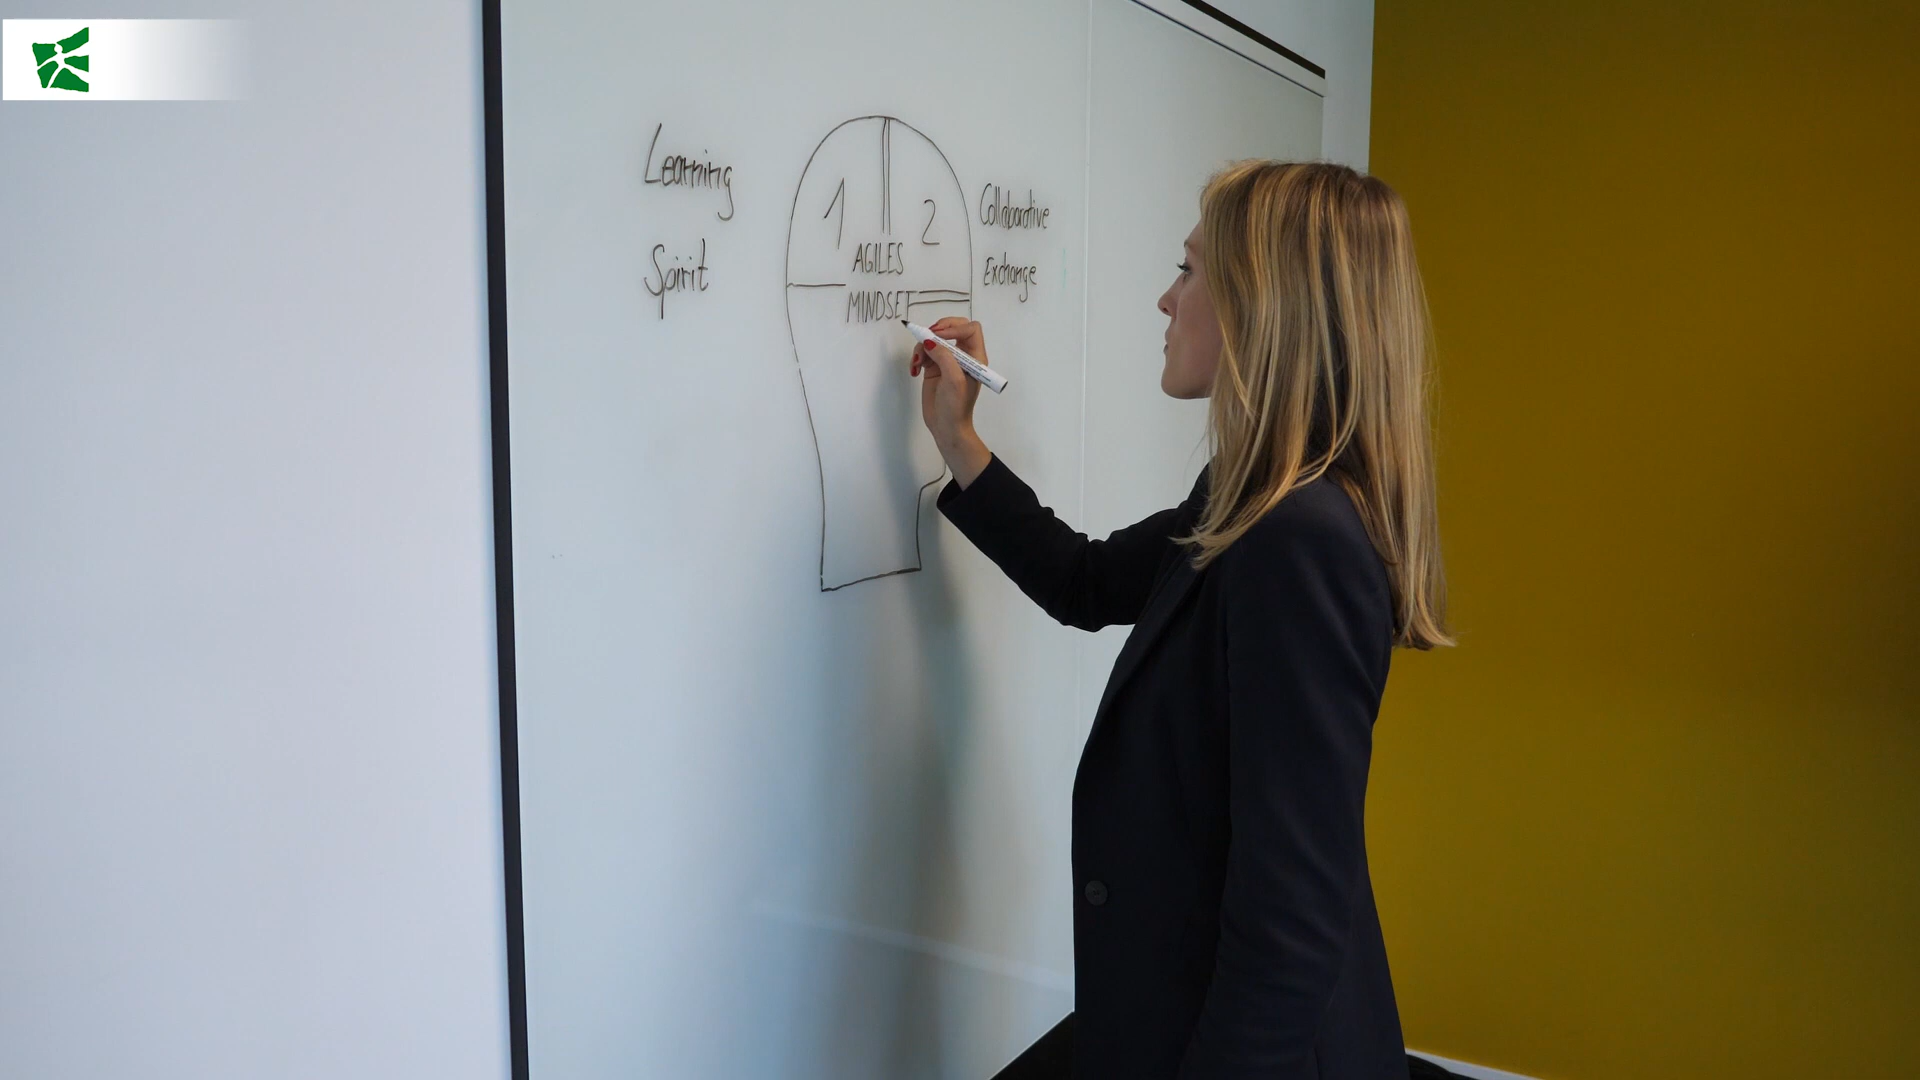 Learning
Spirit
1
2
AGILES
MINDSET
Collaborative
Exchange